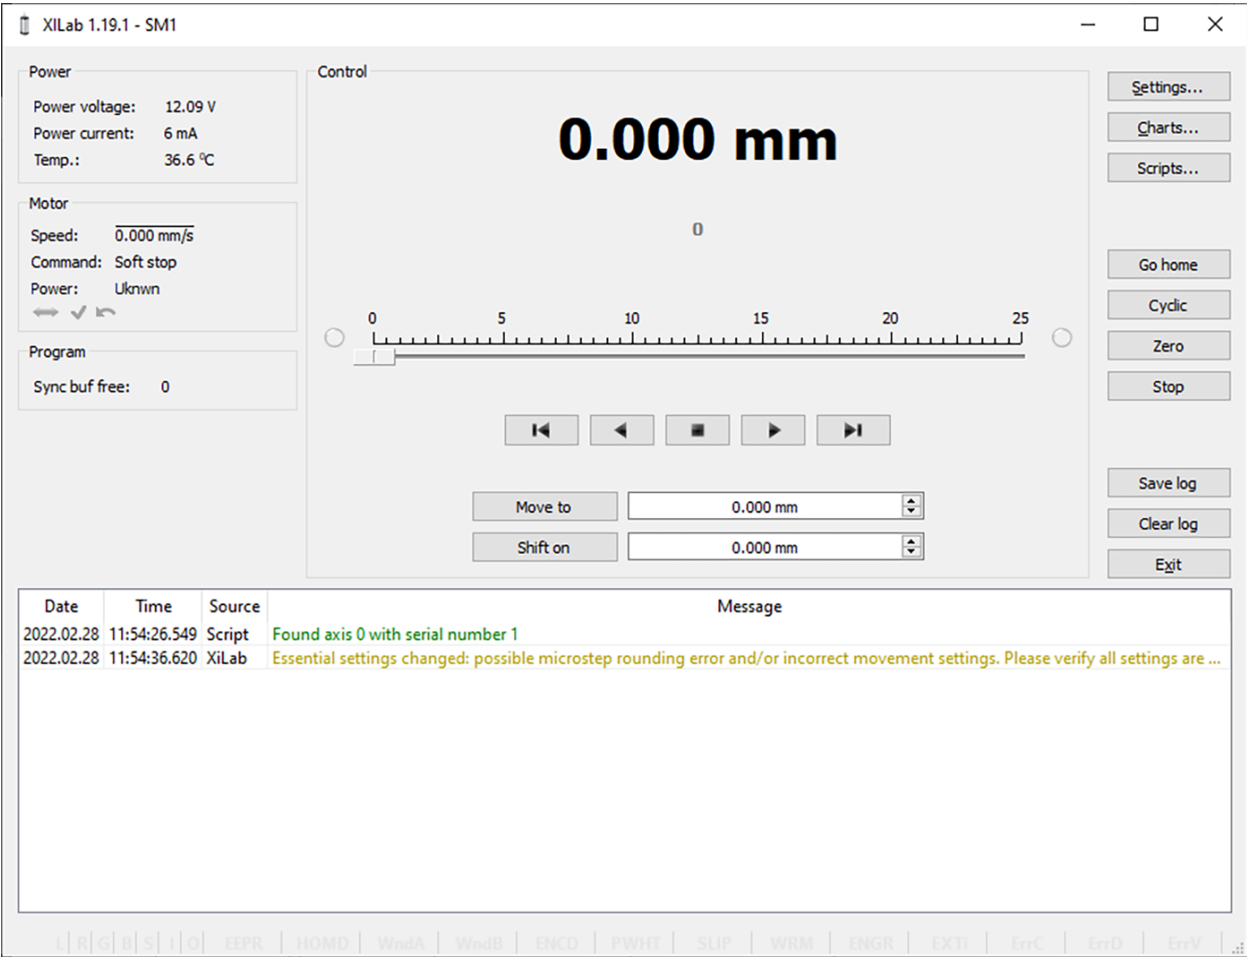 XILab 1.19.1 - SM1
Power
Power voltage: 12.09 V
Power current: 6 mA
Temp.: 36.6 ⁰C
Motor
Speed: 0.000 mm/s
Command: Soft stop
Power: Uknwn
Program
Sync buf free: 0
Control
0.000 mm
0
0 5 10 15 20 25
Move to 0.000 mm
Shift on 0.000 mm
Settings...
Charts...
Scripts...
Go home
Cyclic
Zero
Stop
Save log
Clear log
Exit
Date Time Source Message
2022.02.28 11:54:26.549 Script Found axis 0 with serial number 1
2022.02.28 11:54:36.620 XiLab Essential settings changed: possible microstep rounding error and/or incorrect movement settings. Please verify all settings are ...
L R G B S I O EEPR HOMD WndA WndB ENCD PWHT SLIP WRM ENGR EXTi ErrC ErrD ErrV